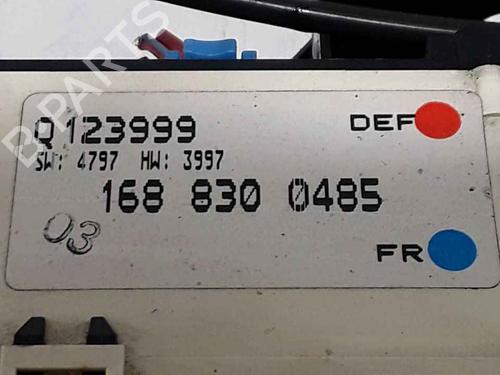 B-PARTS
Q123999
DEF
SW: 4797 HW: 3997
168 830 0485
03
FR